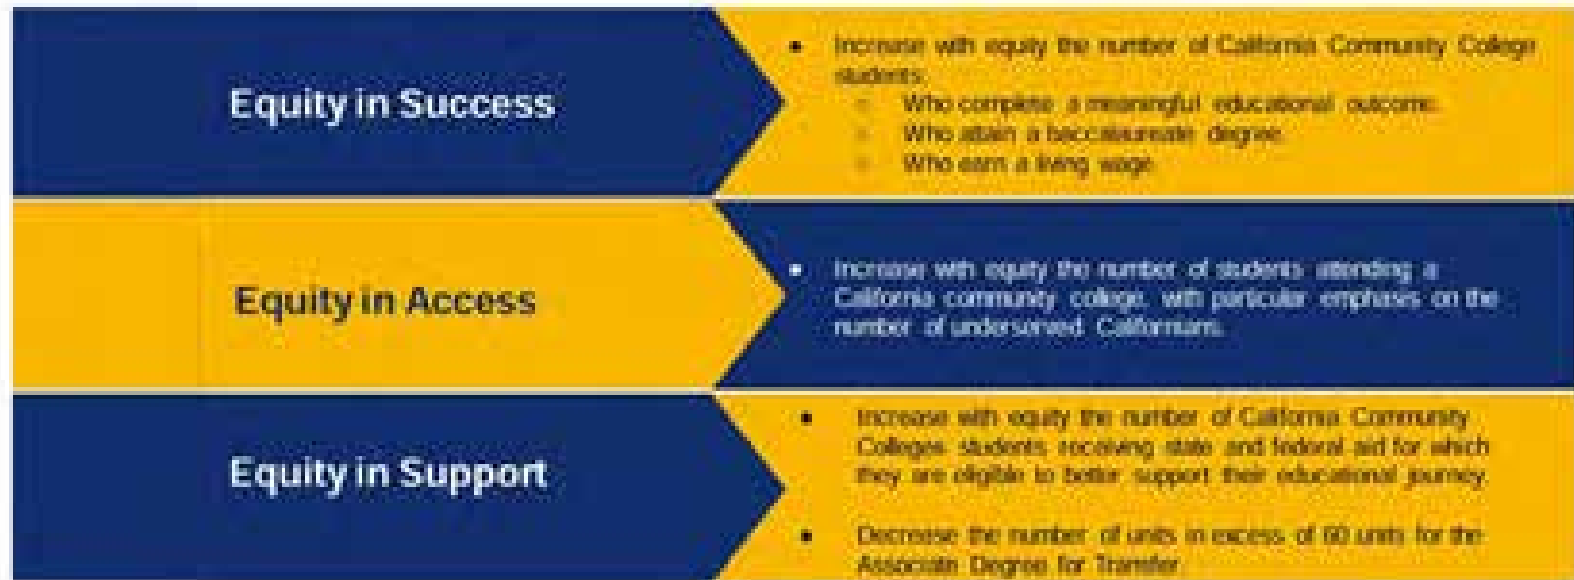 Equity in Success
• Increase with equity the number of California Community College
students:
○ Who complete a meaningful educational outcome.
○ Who attain a baccalaureate degree.
○ Who earn a living wage.
Equity in Access
• Increase with equity the number of students attending a
California community college, with particular emphasis on the
number of underserved Californians.
Equity in Support
• Increase with equity the number of California Community
Colleges students receiving state and federal aid for which
they are eligible to better support their educational journey.
• Decrease the number of units in excess of 60 units for the
Associate Degree for Transfer.